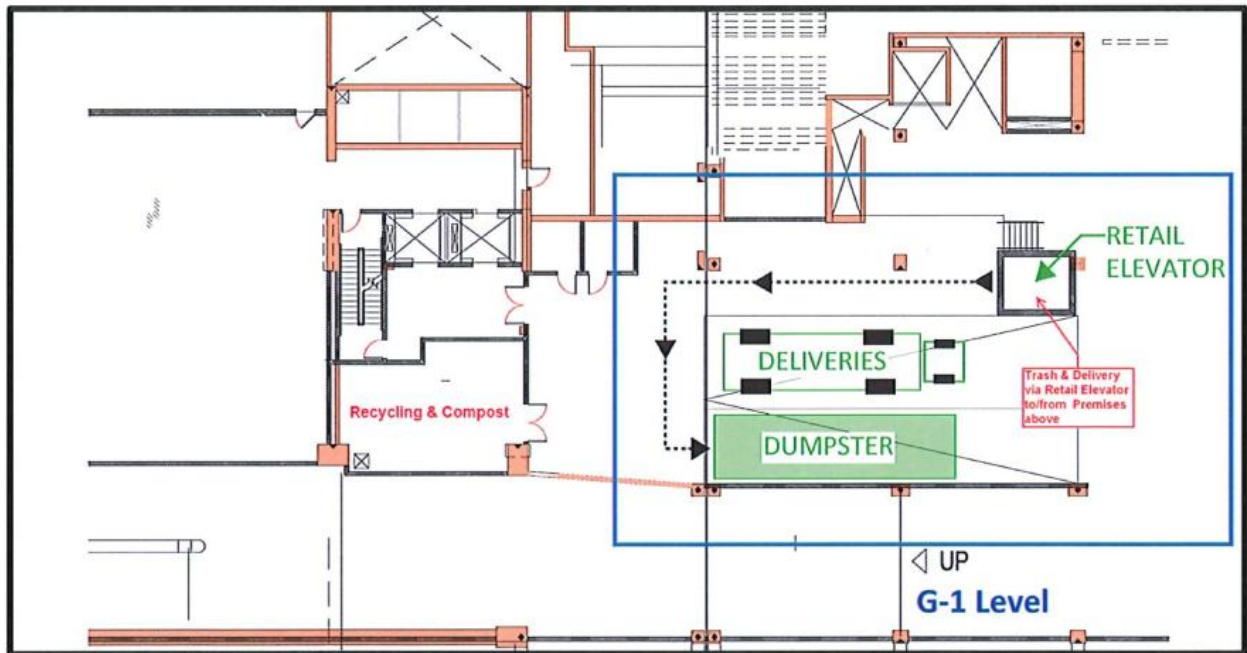 RETAIL
ELEVATOR
DELIVERIES
Trash & Delivery
via Retail Elevator
to/from Premises
above
Recycling & Compost
DUMPSTER
UP
G-1 Level